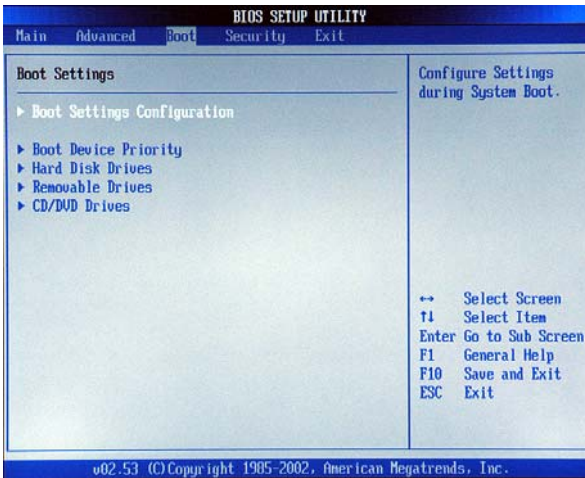 BIOS SETUP UTILITY
Main Advanced Boot Security Exit
Boot Settings
▶ Boot Settings Configuration
▶ Boot Device Priority
▶ Hard Disk Drives
▶ Removable Drives
▶ CD/DVD Drives
Configure Settings
during System Boot.
↔ Select Screen
↑↓ Select Item
Enter Go to Sub Screen
F1 General Help
F10 Save and Exit
ESC Exit
v02.53 (C)Copyright 1985-2002, American Megatrends, Inc.